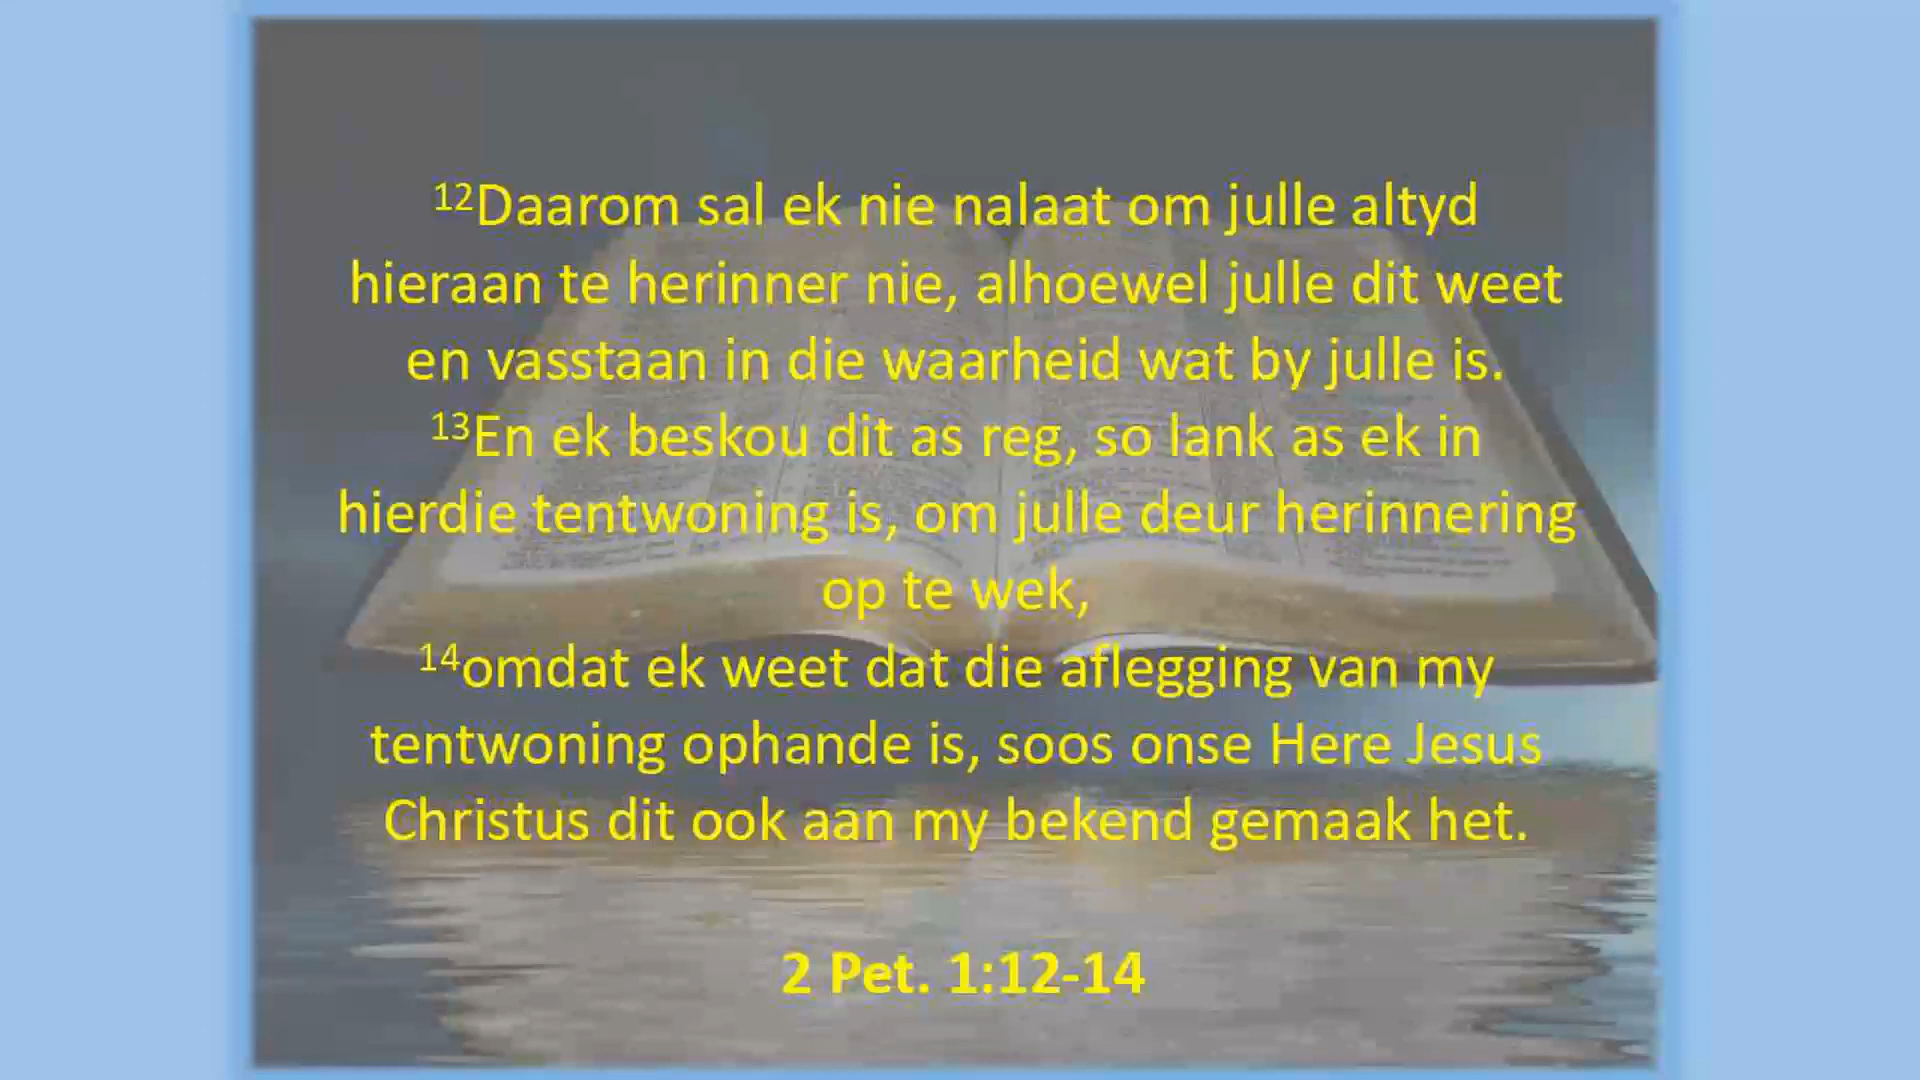 ¹²Daarom sal ek nie nalaat om julle altyd
hieraan te herinner nie, alhoewel julle dit weet
en vasstaan in die waarheid wat by julle is.
¹³En ek beskou dit as reg, so lank as ek in
hierdie tentwoning is, om julle deur herinnering
op te wek,
¹⁴omdat ek weet dat die aflegging van my
tentwoning ophande is, soos onse Here Jesus
Christus dit ook aan my bekend gemaak het.
2 Pet. 1:12-14